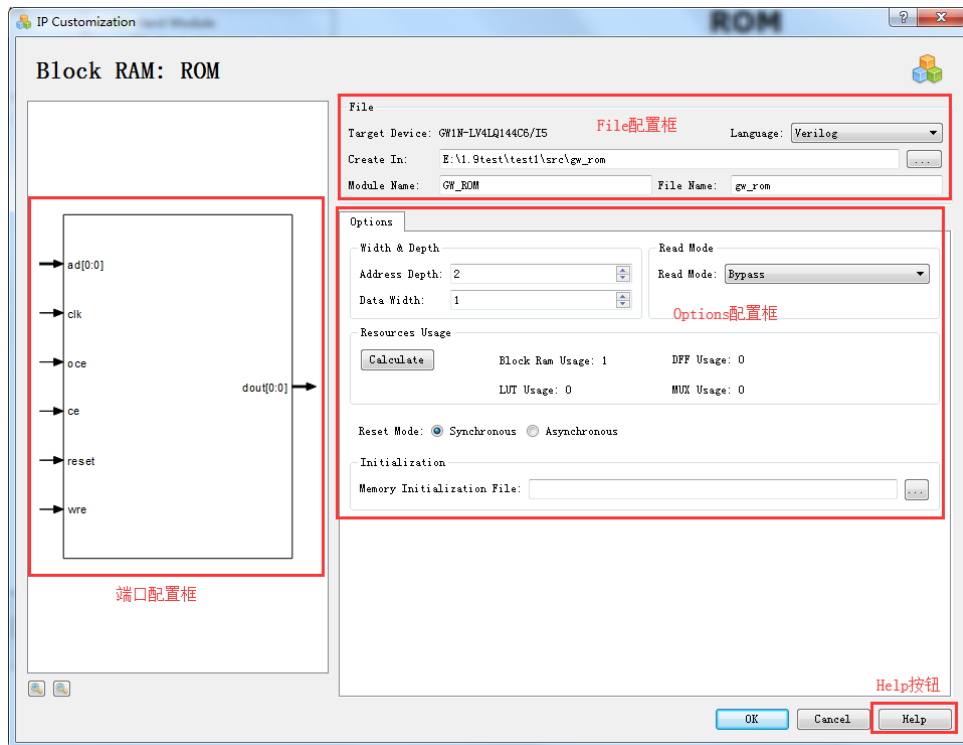 IP Customization
ROM
Block RAM: ROM
File
File配置框
Target Device: GW1N-LV4LQ144C6/I5
Language: Verilog
Create In: E:\1.9test\test1\src\gw_rom
...
Module Name: GW_ROM
File Name: gw_rom
Options
Width & Depth
Address Depth: 2
Data Width: 1
Read Mode
Read Mode: Bypass
Options配置框
Resources Usage
Calculate
Block Ram Usage: 1
DFF Usage: 0
LUT Usage: 0
MUX Usage: 0
Reset Mode: Synchronous Asynchronous
Initialization
Memory Initialization File:
...
ad[0:0]
clk
oce
ce
reset
wre
dout[0:0]
端口配置框
Help按钮
OK
Cancel
Help